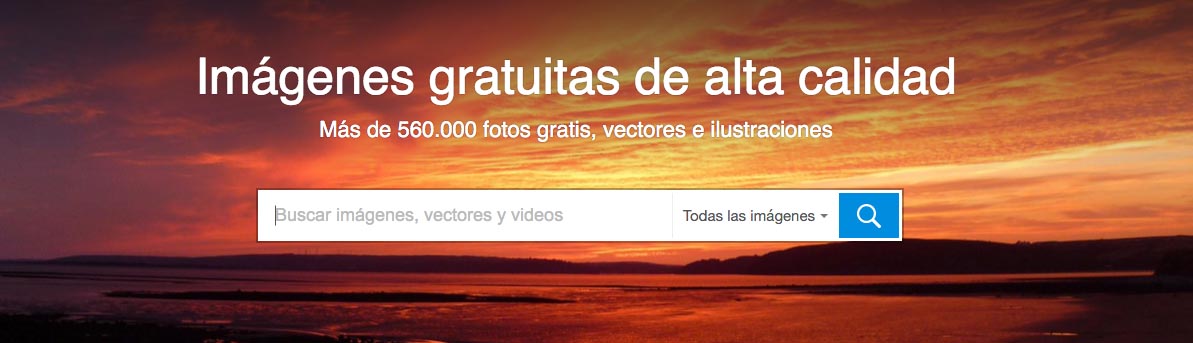 Imágenes gratuitas de alta calidad
Más de 560.000 fotos gratis, vectores e ilustraciones
Buscar imágenes, vectores y videos
Todas las imágenes